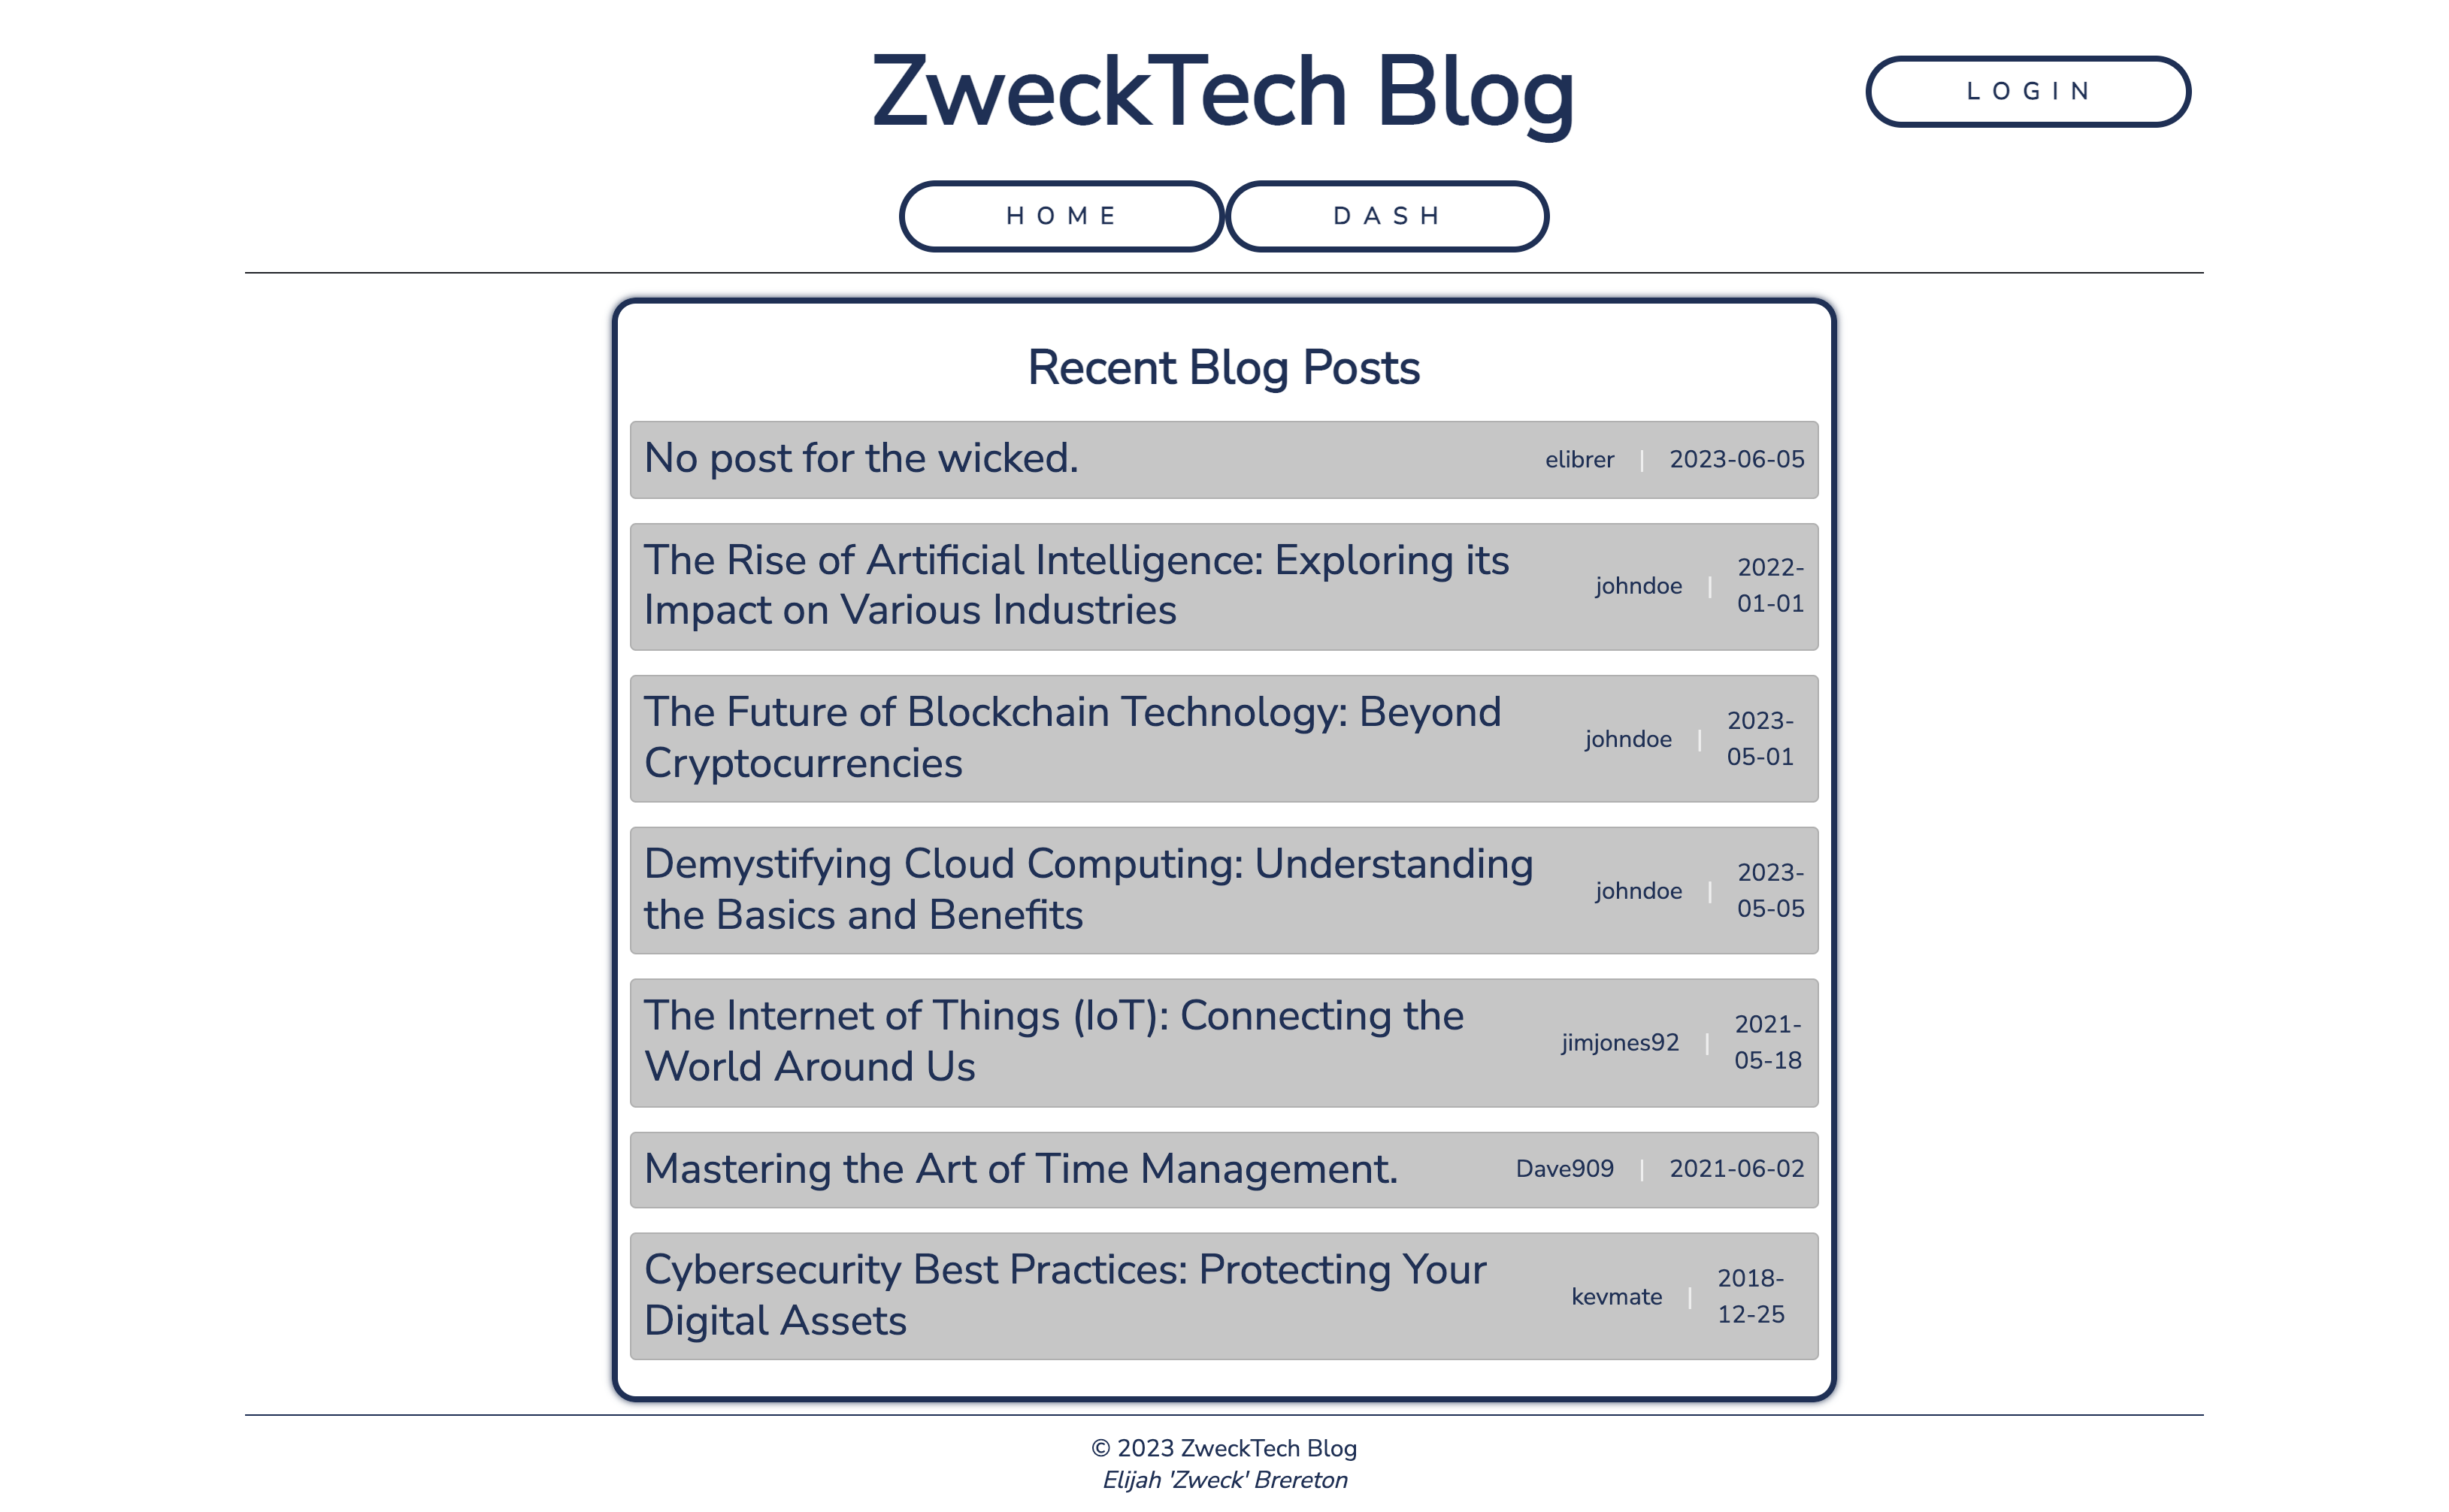 ZweckTech Blog
LOGIN
HOME
DASH
Recent Blog Posts
No post for the wicked.
elibrer | 2023-06-05
The Rise of Artificial Intelligence: Exploring its
Impact on Various Industries
johndoe | 2022-
01-01
The Future of Blockchain Technology: Beyond
Cryptocurrencies
johndoe | 2023-
05-01
Demystifying Cloud Computing: Understanding
the Basics and Benefits
johndoe | 2023-
05-05
The Internet of Things (IoT): Connecting the
World Around Us
jimjones92 | 2021-
05-18
Mastering the Art of Time Management.
Dave909 | 2021-06-02
Cybersecurity Best Practices: Protecting Your
Digital Assets
kevmate | 2018-
12-25
© 2023 ZweckTech Blog
Elijah 'Zweck' Brereton